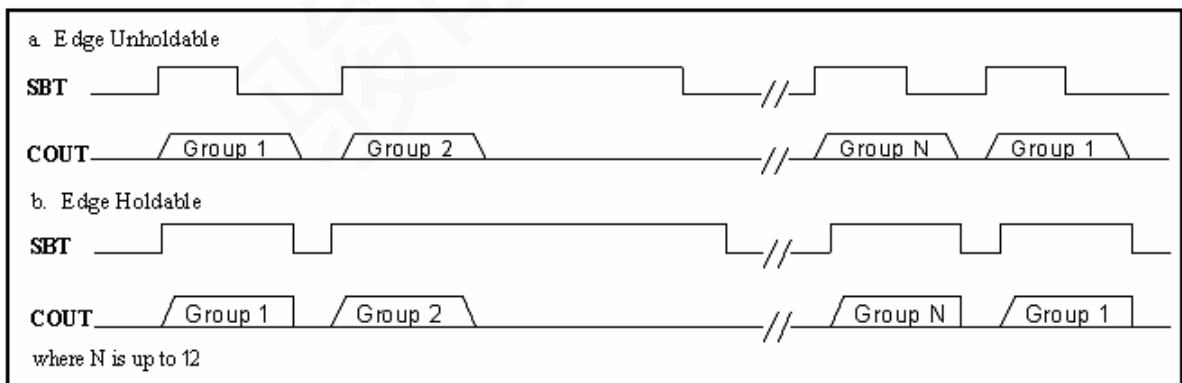 a. Edge Unholdable
SBT
//
COUT Group 1 Group 2 // Group N Group 1
b. Edge Holdable
SBT
//
COUT Group 1 Group 2 // Group N Group 1
where N is up to 12